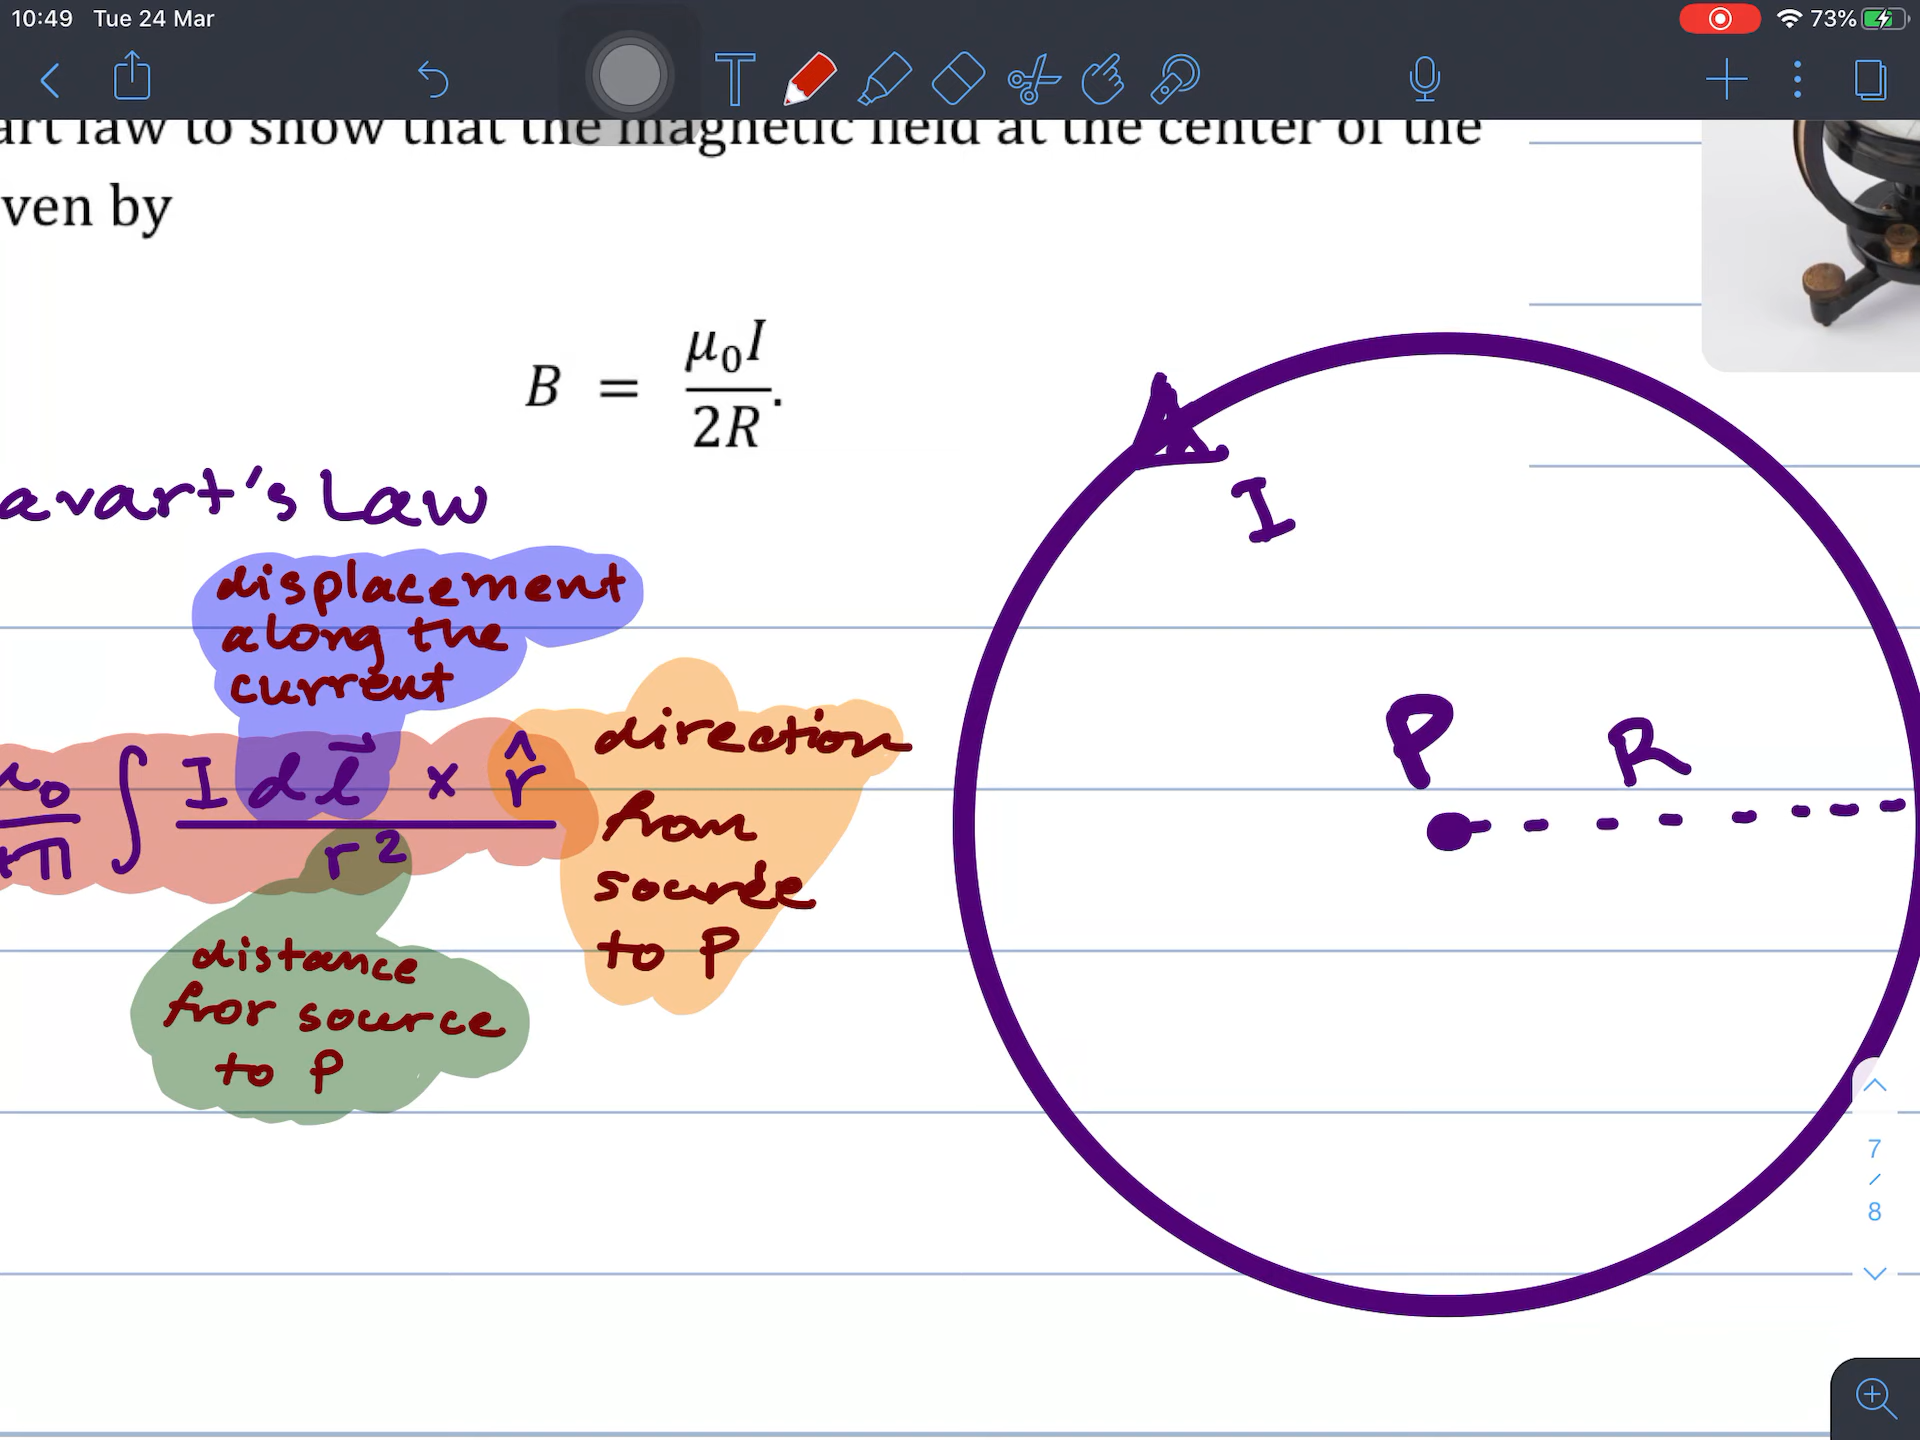 10:49 Tue 24 Mar
73%
T
art law to show that the magnetic field at the center of the
ven by
B = μ₀I / 2R.
avart's Law
I
displacement
along the
current
direction
from
source
to P
μ₀ / 4π ∫ I dl⃗ × r̂ / r²
P
R
distance
fror source
to P
7
/
8